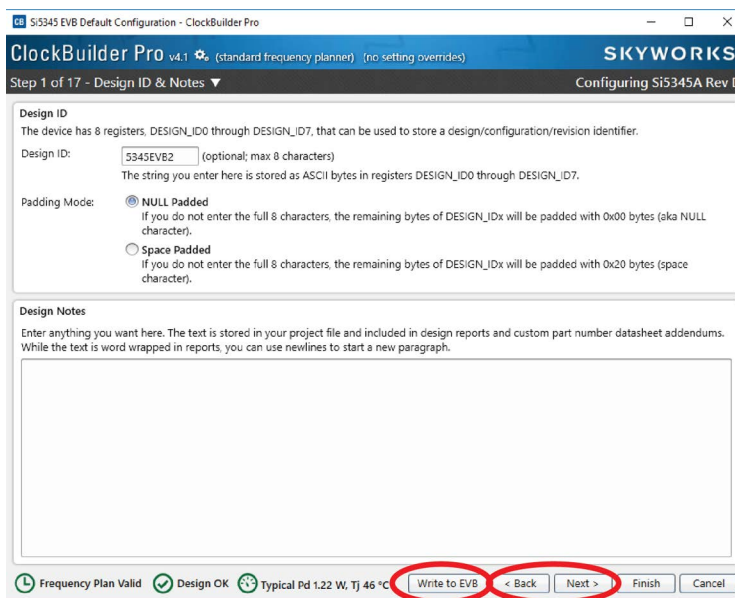 CB Si5345 EVB Default Configuration - ClockBuilder Pro
ClockBuilder Pro v4.1 (standard frequency planner) (no setting overrides) SKYWORKS
Step 1 of 17 - Design ID & Notes ▼ Configuring Si5345A Rev D
Design ID
The device has 8 registers, DESIGN_ID0 through DESIGN_ID7, that can be used to store a design/configuration/revision identifier.
Design ID: 5345EVB2 (optional; max 8 characters)
The string you enter here is stored as ASCII bytes in registers DESIGN_ID0 through DESIGN_ID7.
Padding Mode: NULL Padded
If you do not enter the full 8 characters, the remaining bytes of DESIGN_IDx will be padded with 0x00 bytes (aka NULL
character).
Space Padded
If you do not enter the full 8 characters, the remaining bytes of DESIGN_IDx will be padded with 0x20 bytes (space
character).
Design Notes
Enter anything you want here. The text is stored in your project file and included in design reports and custom part number datasheet addendums.
While the text is word wrapped in reports, you can use newlines to start a new paragraph.
Frequency Plan Valid Design OK Typical Pd 1.22 W, Tj 46 °C Write to EVB < Back Next > Finish Cancel